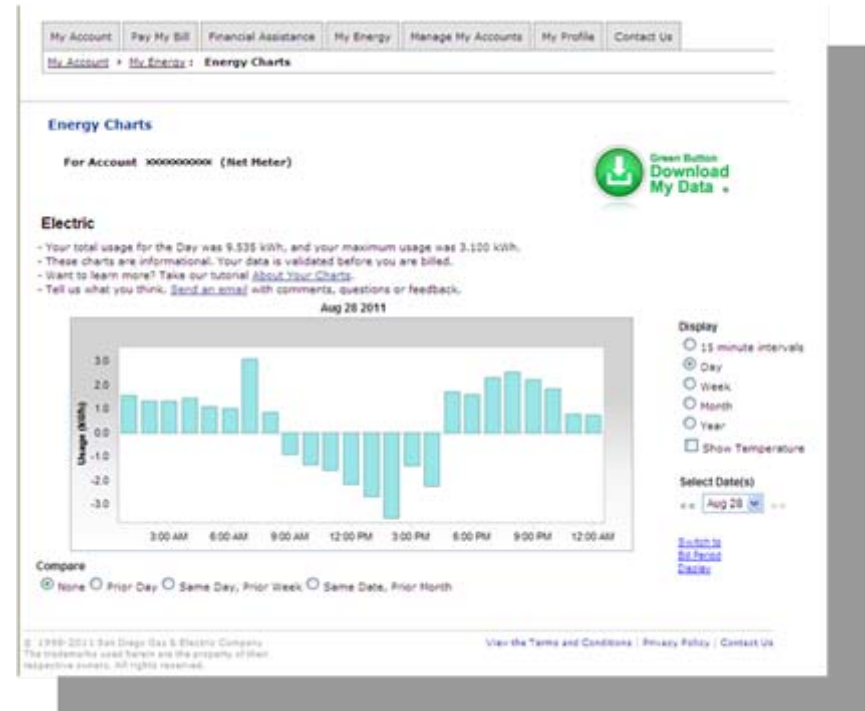 My Account Pay My Bill Financial Assistance My Energy Manage My Accounts My Profile Contact Us
My Account › My Energy : Energy Charts
Energy Charts
For Account xxxxxxxxxx (Net Meter)
Green Button
Download
My Data
Electric
- Your total usage for the Day was 9.535 kWh, and your maximum usage was 3.100 kWh.
- These charts are informational. Your data is validated before you are billed.
- Want to learn more? Take our tutorial About Your Charts.
- Tell us what you think. Send an email with comments, questions or feedback.
Aug 28 2011
Usage (kWh)
3.0
2.0
1.0
0.0
-1.0
-2.0
-3.0
3:00 AM 6:00 AM 9:00 AM 12:00 PM 3:00 PM 6:00 PM 9:00 PM 12:00 AM
Display
15 minute intervals
Day
Week
Month
Year
Show Temperature
Select Date(s)
<< Aug 28 >>
Switch to
Bill Period
Display
Compare
None Prior Day Same Day, Prior Week Same Date, Prior Month
© 1998-2011 San Diego Gas & Electric Company
The trademarks used herein are the property of their
respective owners. All rights reserved.
View the Terms and Conditions | Privacy Policy | Contact Us